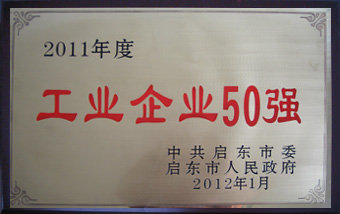 2011年度
工业企业50强
中共启东市委
启东市人民政府
2012年1月